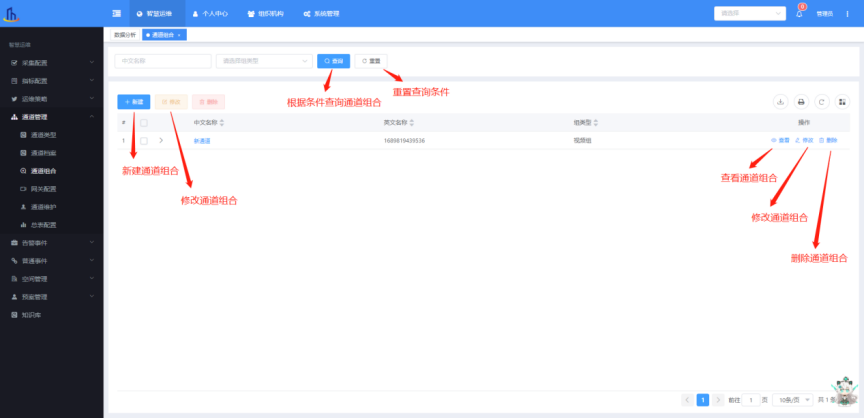 智慧运维 个人中心 组织机构 系统管理 请选择 8 管理员
智慧运维
数据分析 通道组合 ×
采集配置
指标配置
运维策略
通道管理
通道类型
通道档案
通道组合
网关配置
通道维护
总表配置
告警事件
普通事件
空间管理
预案管理
知识库
中文名称 请选择组类型 查询 重置
根据条件查询通道组合
重置查询条件
+ 新建 修改 删除
# 中文名称 英文名称 组类型 操作
1 新通道 1689819439536 视频组 查看 修改 删除
新建通道组合
修改通道组合
查看通道组合
修改通道组合
删除通道组合
1 前往 1 页 10条/页 共 1 条